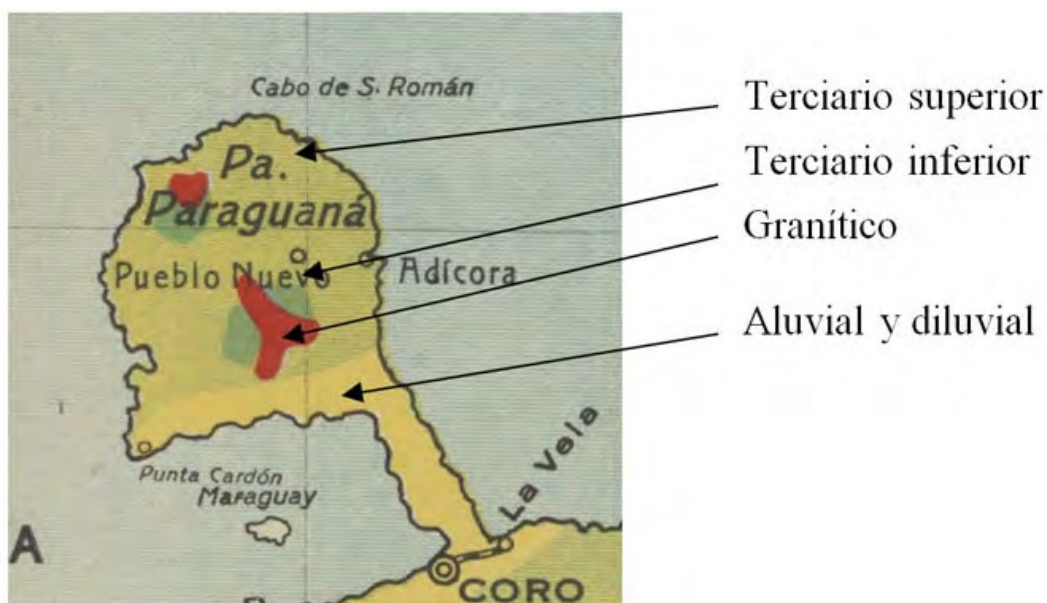 Cabo de S. Román
Pa.
Paraguaná
Pueblo Nuevo
Adícora
Punta Cardón
Maraguay
La Vela
A
CORO
Terciario superior
Terciario inferior
Granítico
Aluvial y diluvial